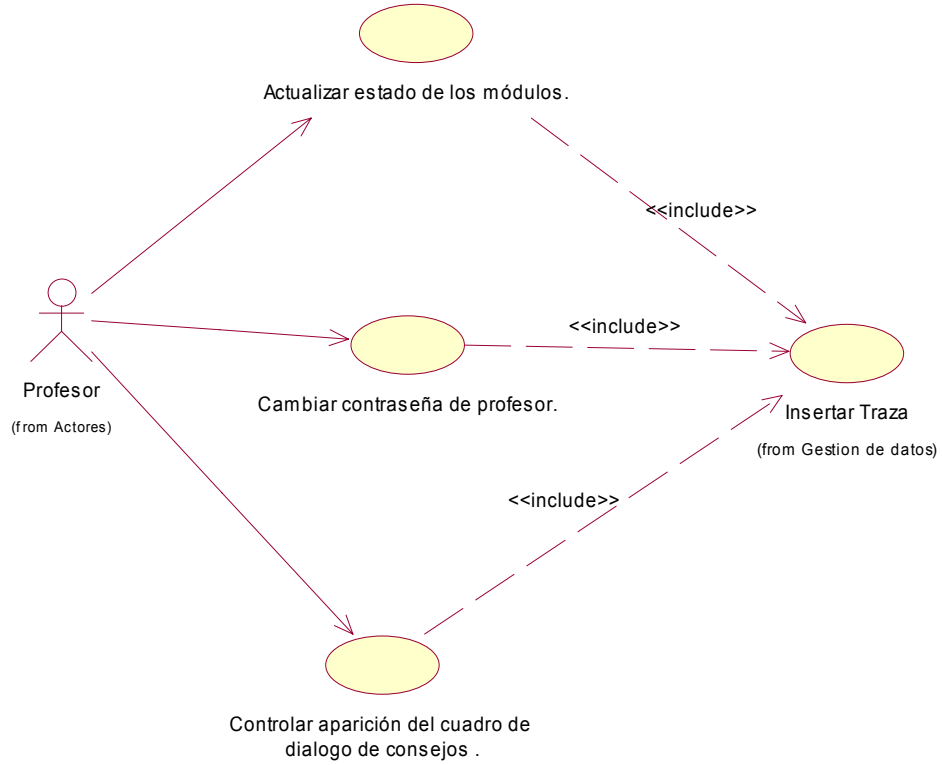 Actualizar estado de los módulos.
<<include>>
<<include>>
Profesor
(from Actores)
Cambiar contraseña de profesor.
Insertar Traza
(from Gestion de datos)
<<include>>
Controlar aparición del cuadro de
dialogo de consejos .